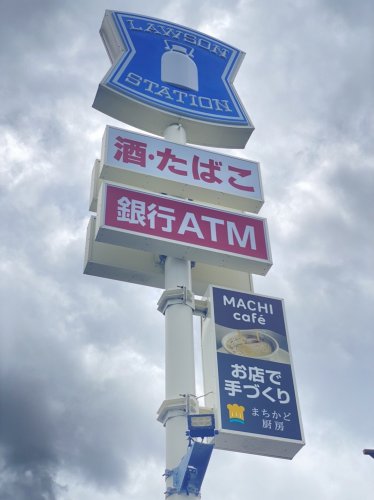 LAWSON
STATION
酒・たばこ
銀行ATM
MACHI
café
お店で
手づくり
まちかど
厨房